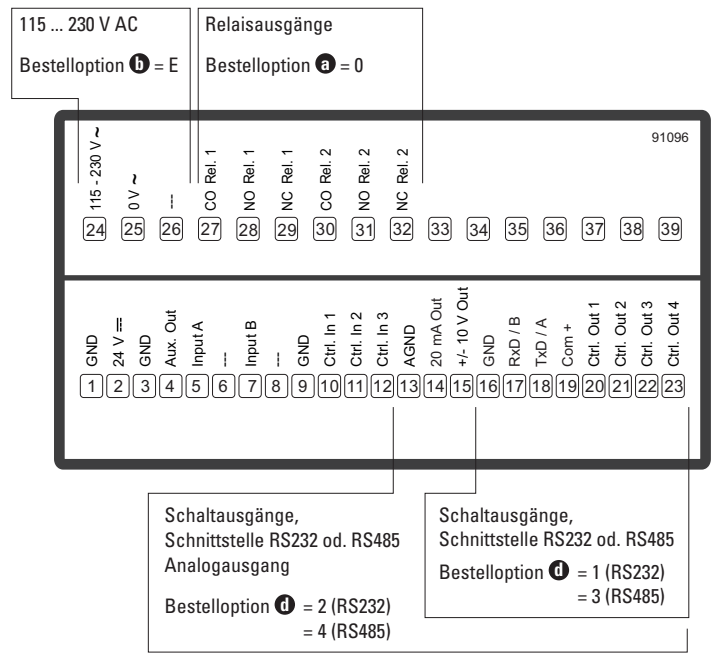 115 ... 230 V AC
Bestelloption b = E
Relaisausgänge
Bestelloption a = 0
91096
115 - 230 V ~
0 V ~
---
CO Rel. 1
NO Rel. 1
NC Rel. 1
CO Rel. 2
NO Rel. 2
NC Rel. 2
24 25 26 27 28 29 30 31 32 33 34 35 36 37 38 39
GND
24 V ⎓
GND
Aux. Out
Input A
---
Input B
---
GND
Ctrl. In 1
Ctrl. In 2
Ctrl. In 3
AGND
20 mA Out
+/- 10 V Out
GND
RxD / B
TxD / A
Com +
Ctrl. Out 1
Ctrl. Out 2
Ctrl. Out 3
Ctrl. Out 4
1 2 3 4 5 6 7 8 9 10 11 12 13 14 15 16 17 18 19 20 21 22 23
Schaltausgänge,
Schnittstelle RS232 od. RS485
Analogausgang
Bestelloption d = 2 (RS232)
= 4 (RS485)
Schaltausgänge,
Schnittstelle RS232 od. RS485
Bestelloption d = 1 (RS232)
= 3 (RS485)